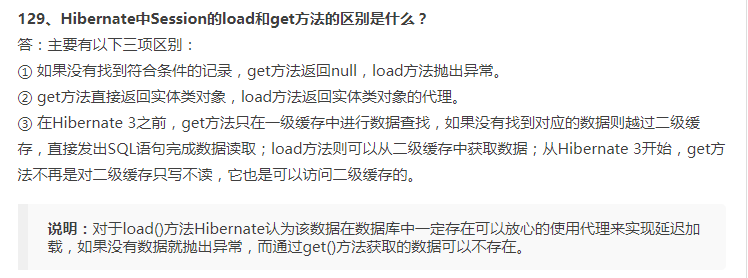 129、Hibernate中Session的load和get方法的区别是什么？
答：主要有以下三项区别：
① 如果没有找到符合条件的记录，get方法返回null，load方法抛出异常。
② get方法直接返回实体类对象，load方法返回实体类对象的代理。
③ 在Hibernate 3之前，get方法只在一级缓存中进行数据查找，如果没有找到对应的数据则越过二级缓
存，直接发出SQL语句完成数据读取；load方法则可以从二级缓存中获取数据；从Hibernate 3开始，get方
法不再是对二级缓存只写不读，它也是可以访问二级缓存的。
说明：对于load()方法Hibernate认为该数据在数据库中一定存在可以放心的使用代理来实现延迟加
载，如果没有数据就抛出异常，而通过get()方法获取的数据可以不存在。